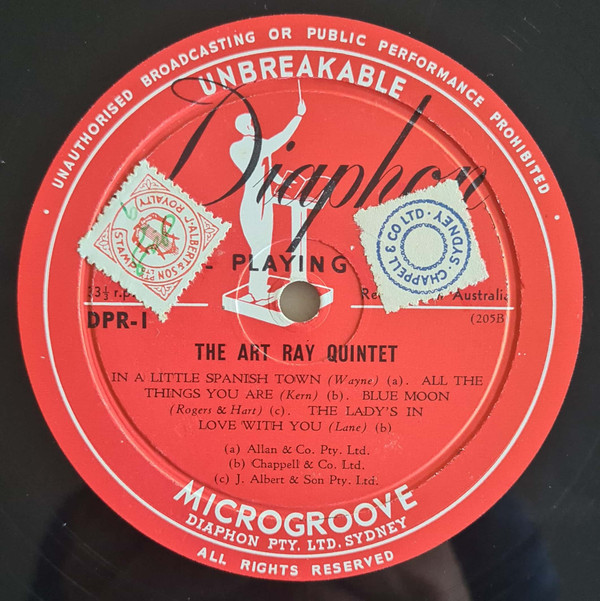 UNAUTHORISED BROADCASTING OR PUBLIC PERFORMANCE PROHIBITED
UNBREAKABLE
Diaphon
J. ALBERT & SON PTY LTD
ROYALTY
STAMP
CHAPPELL & CO LTD · SYDNEY ·
PLAYING
33⅓ r.p.
Australia
DPR-1
(205B
THE ART RAY QUINTET
IN A LITTLE SPANISH TOWN (Wayne) (a). ALL THE
THINGS YOU ARE (Kern) (b). BLUE MOON
(Rogers & Hart) (c). THE LADY'S IN
LOVE WITH YOU (Lane) (b)
(a) Allan & Co. Pty. Ltd.
(b) Chappell & Co. Ltd.
(c) J. Albert & Son Pty. Ltd.
MICROGROOVE
DIAPHON PTY. LTD. SYDNEY
ALL RIGHTS RESERVED